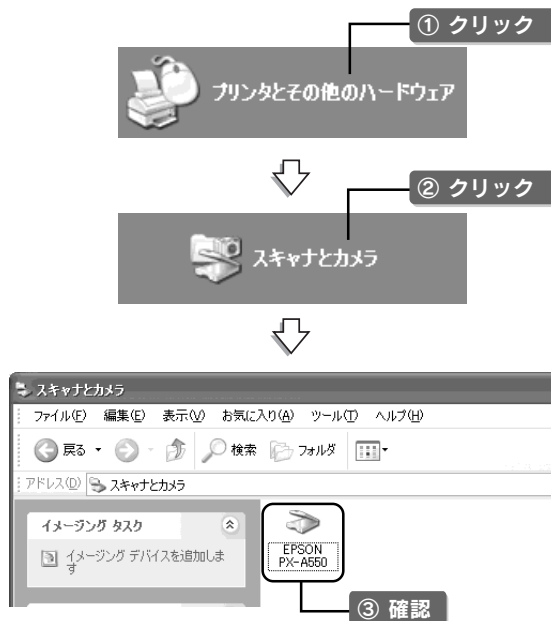 ① クリック
プリンタとその他のハードウェア
② クリック
スキャナとカメラ
スキャナとカメラ
ファイル(F) 編集(E) 表示(V) お気に入り(A) ツール(T) ヘルプ(H)
戻る 検索 フォルダ
アドレス(D) スキャナとカメラ
イメージング タスク
イメージング デバイスを追加しま
す
EPSON
PX-A550
③ 確認